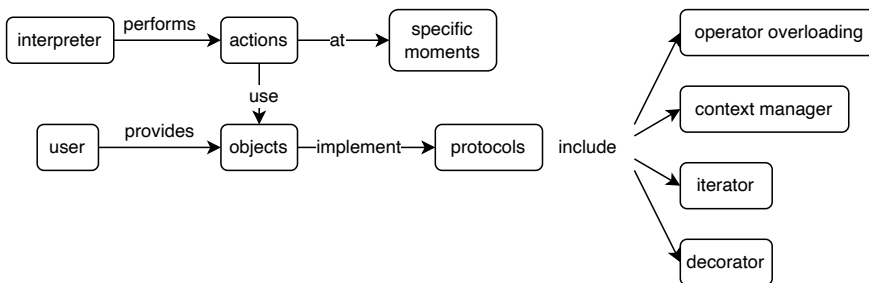 interpreter
performs
actions
at
specific
moments
use
user
provides
objects
implement
protocols
include
operator overloading
context manager
iterator
decorator